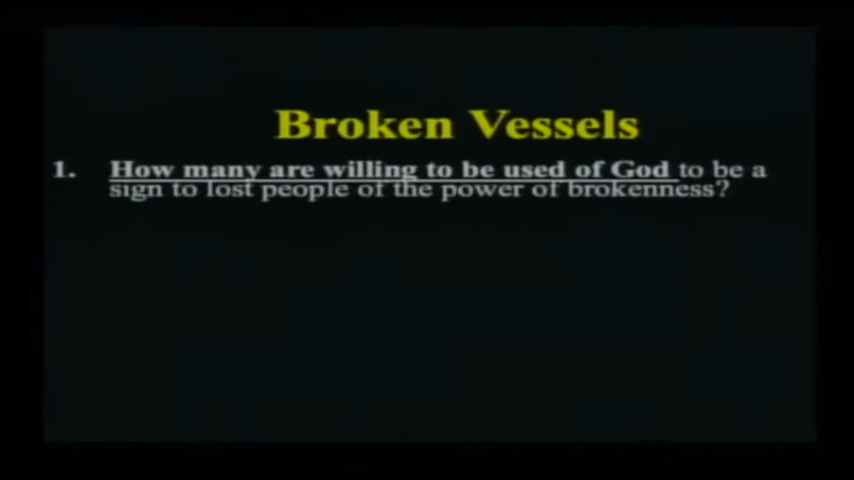 Broken Vessels
1. How many are willing to be used of God to be a
sign to lost people of the power of brokenness?